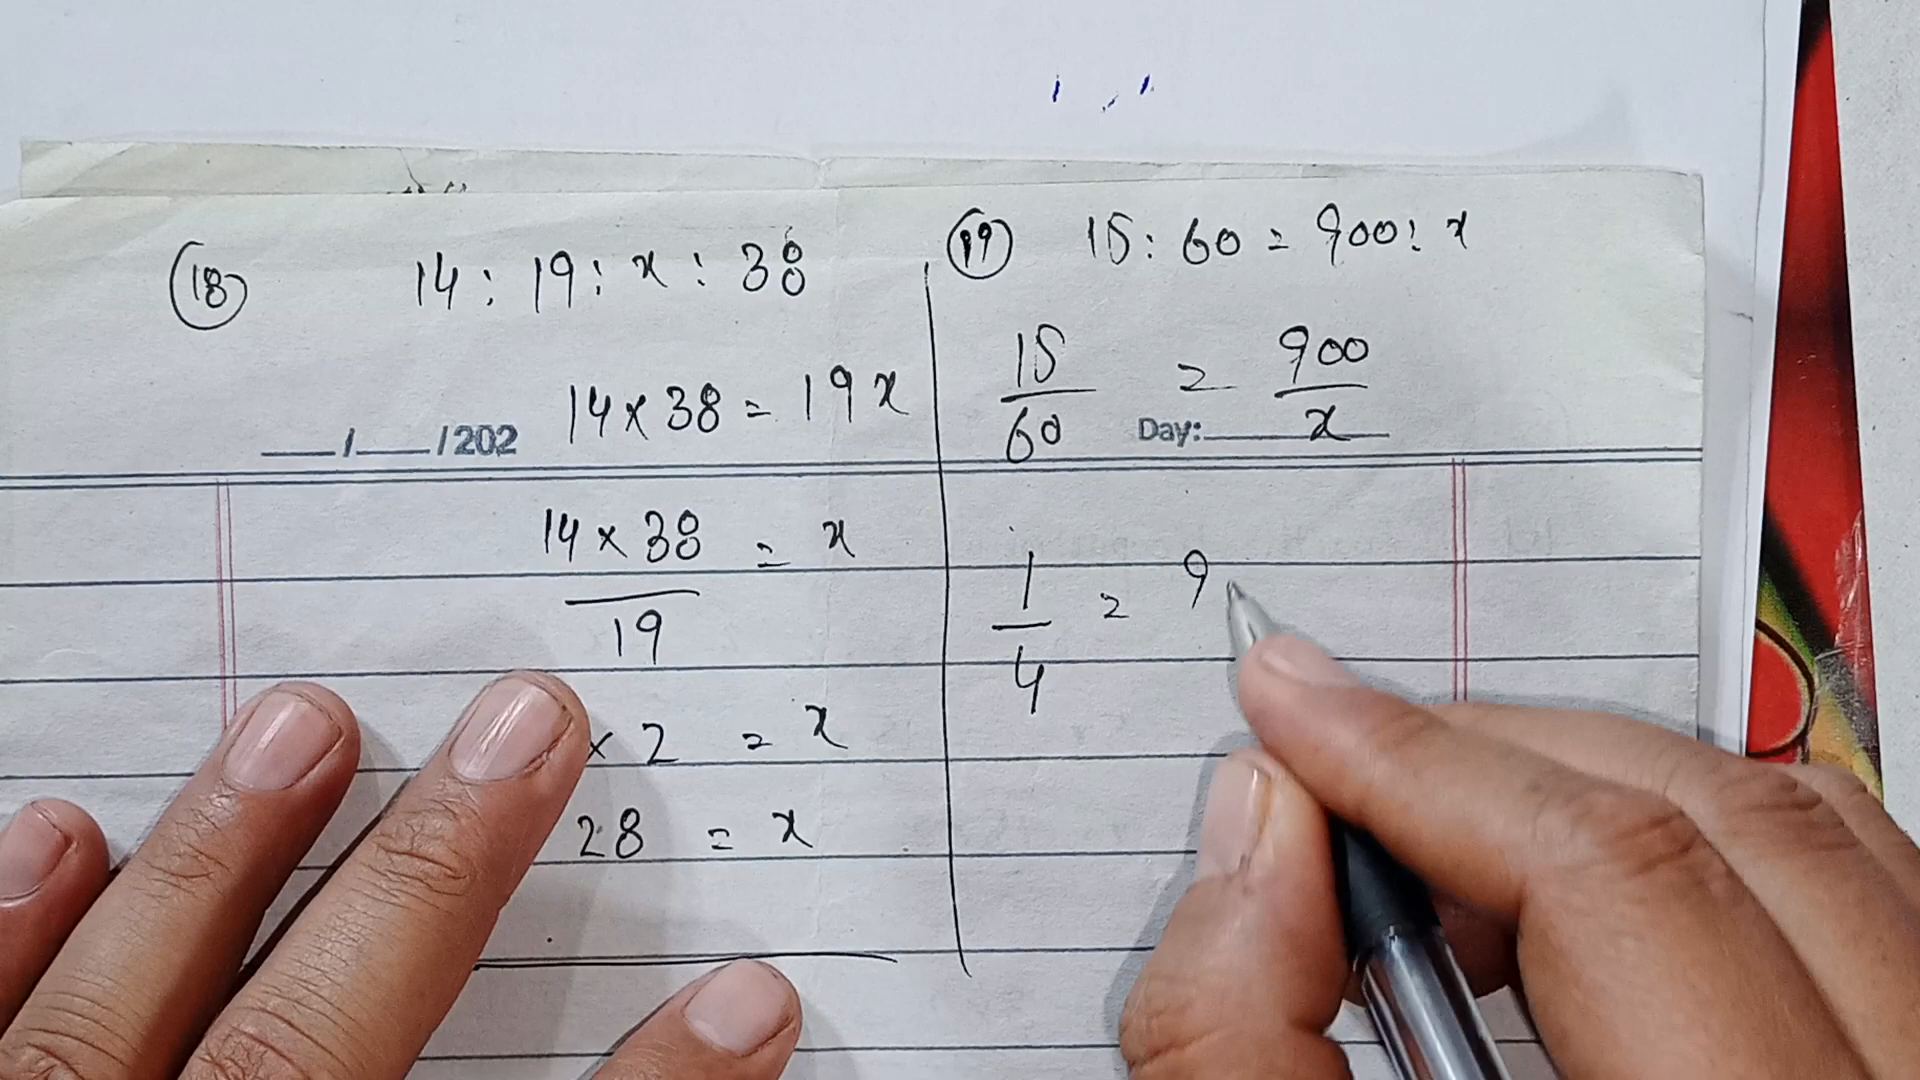 18 14 : 19 : x : 38
14 x 38 = 19 x
__/__/202
14 x 38 = x
19
x 2 = x
28 = x
19 15 : 60 = 900 : x
15 = 900
60 x
Day:
1 = 9
4